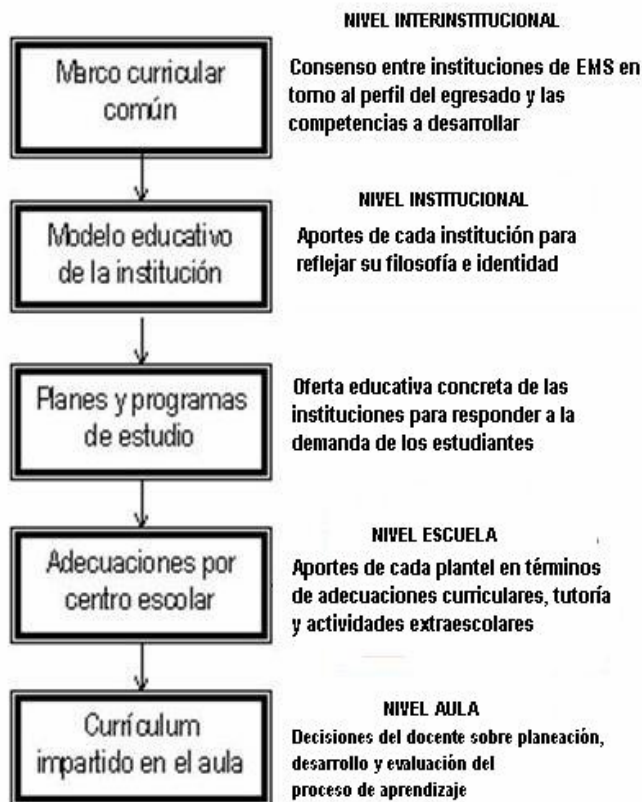 NIVEL INTERINSTITUCIONAL
Marco curricular
común
Consenso entre instituciones de EMS en
torno al perfil del egresado y las
competencias a desarrollar
NIVEL INSTITUCIONAL
Modelo educativo
de la institución
Aportes de cada institución para
reflejar su filosofía e identidad
Planes y programas
de estudio
Oferta educativa concreta de las
instituciones para responder a la
demanda de los estudiantes
NIVEL ESCUELA
Adecuaciones por
centro escolar
Aportes de cada plantel en términos
de adecuaciones curriculares, tutoría
y actividades extraescolares
NIVEL AULA
Currículum
impartido en el aula
Decisiones del docente sobre planeación,
desarrollo y evaluación del
proceso de aprendizaje